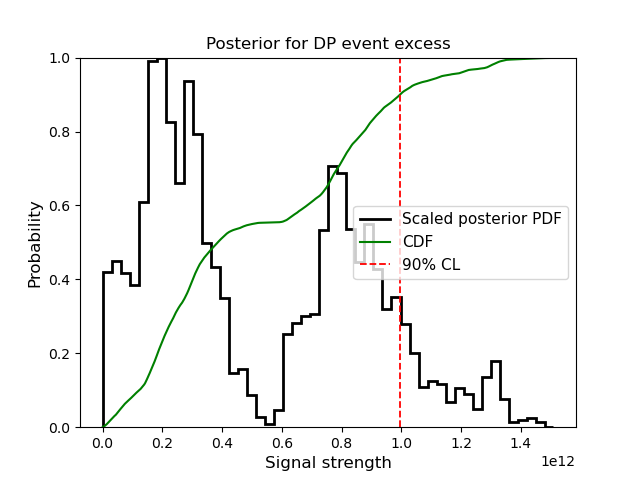 Posterior for DP event excess
Probability
1.0
0.8
0.6
0.4
0.2
0.0
Scaled posterior PDF
CDF
90% CL
0.0 0.2 0.4 0.6 0.8 1.0 1.2 1.4
1e12
Signal strength